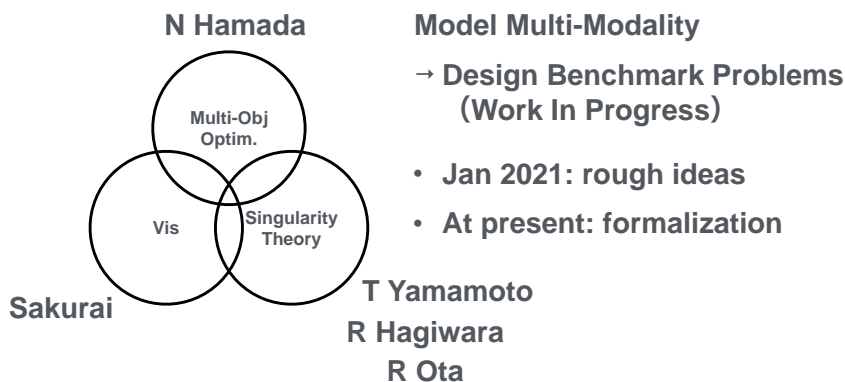 N Hamada
Multi-Obj
Optim.
Vis
Singularity
Theory
Sakurai
T Yamamoto
R Hagiwara
R Ota
Model Multi-Modality
→ Design Benchmark Problems
（Work In Progress）
• Jan 2021: rough ideas
• At present: formalization